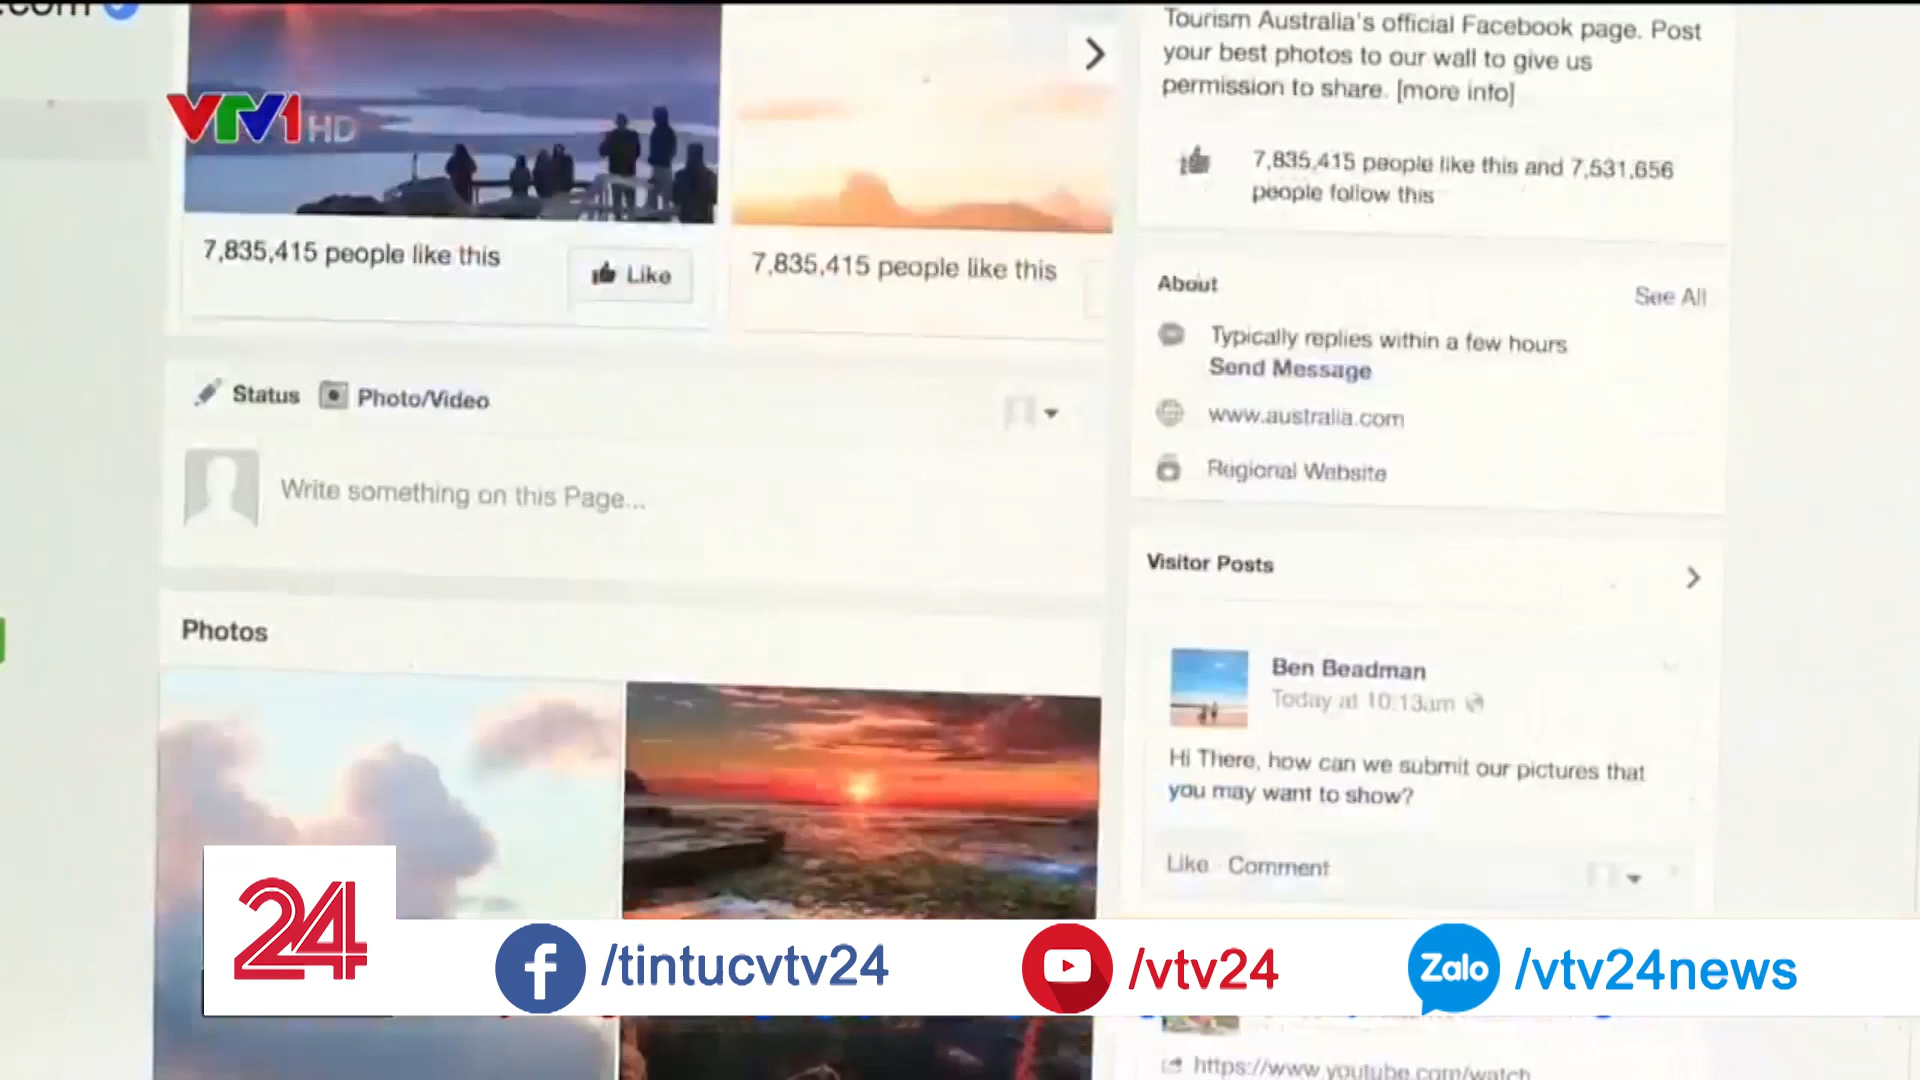 .com
Tourism Australia's official Facebook page. Post
your best photos to our wall to give us
permission to share. [more info]
VTV1 HD
7,835,415 people like this and 7,531,656
people follow this
7,835,415 people like this
Like
7,835,415 people like this
About
See All
Typically replies within a few hours
Send Message
www.australia.com
Regional Website
Status
Photo/Video
Write something on this Page...
Visitor Posts
Photos
Ben Beadman
Today at 10:13am
Hi There, how can we submit our pictures that
you may want to show?
Like · Comment
24
/tintucvtv24
/vtv24
Zalo
/vtv24news
https://www.youtube.com/watch